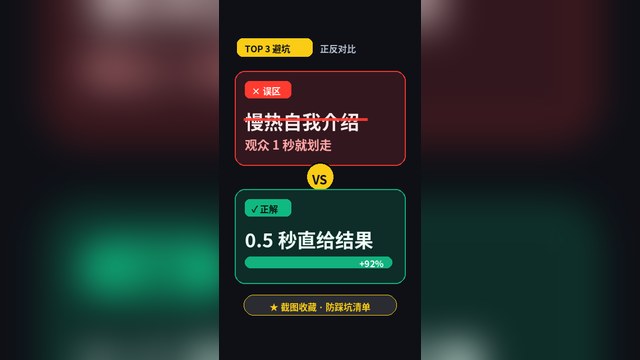 TOP 3 避坑 正反对比
× 误区
慢热自我介绍
观众 1 秒就划走
VS
✓ 正解
0.5 秒直给结果
+92%
★ 截图收藏 · 防踩坑清单